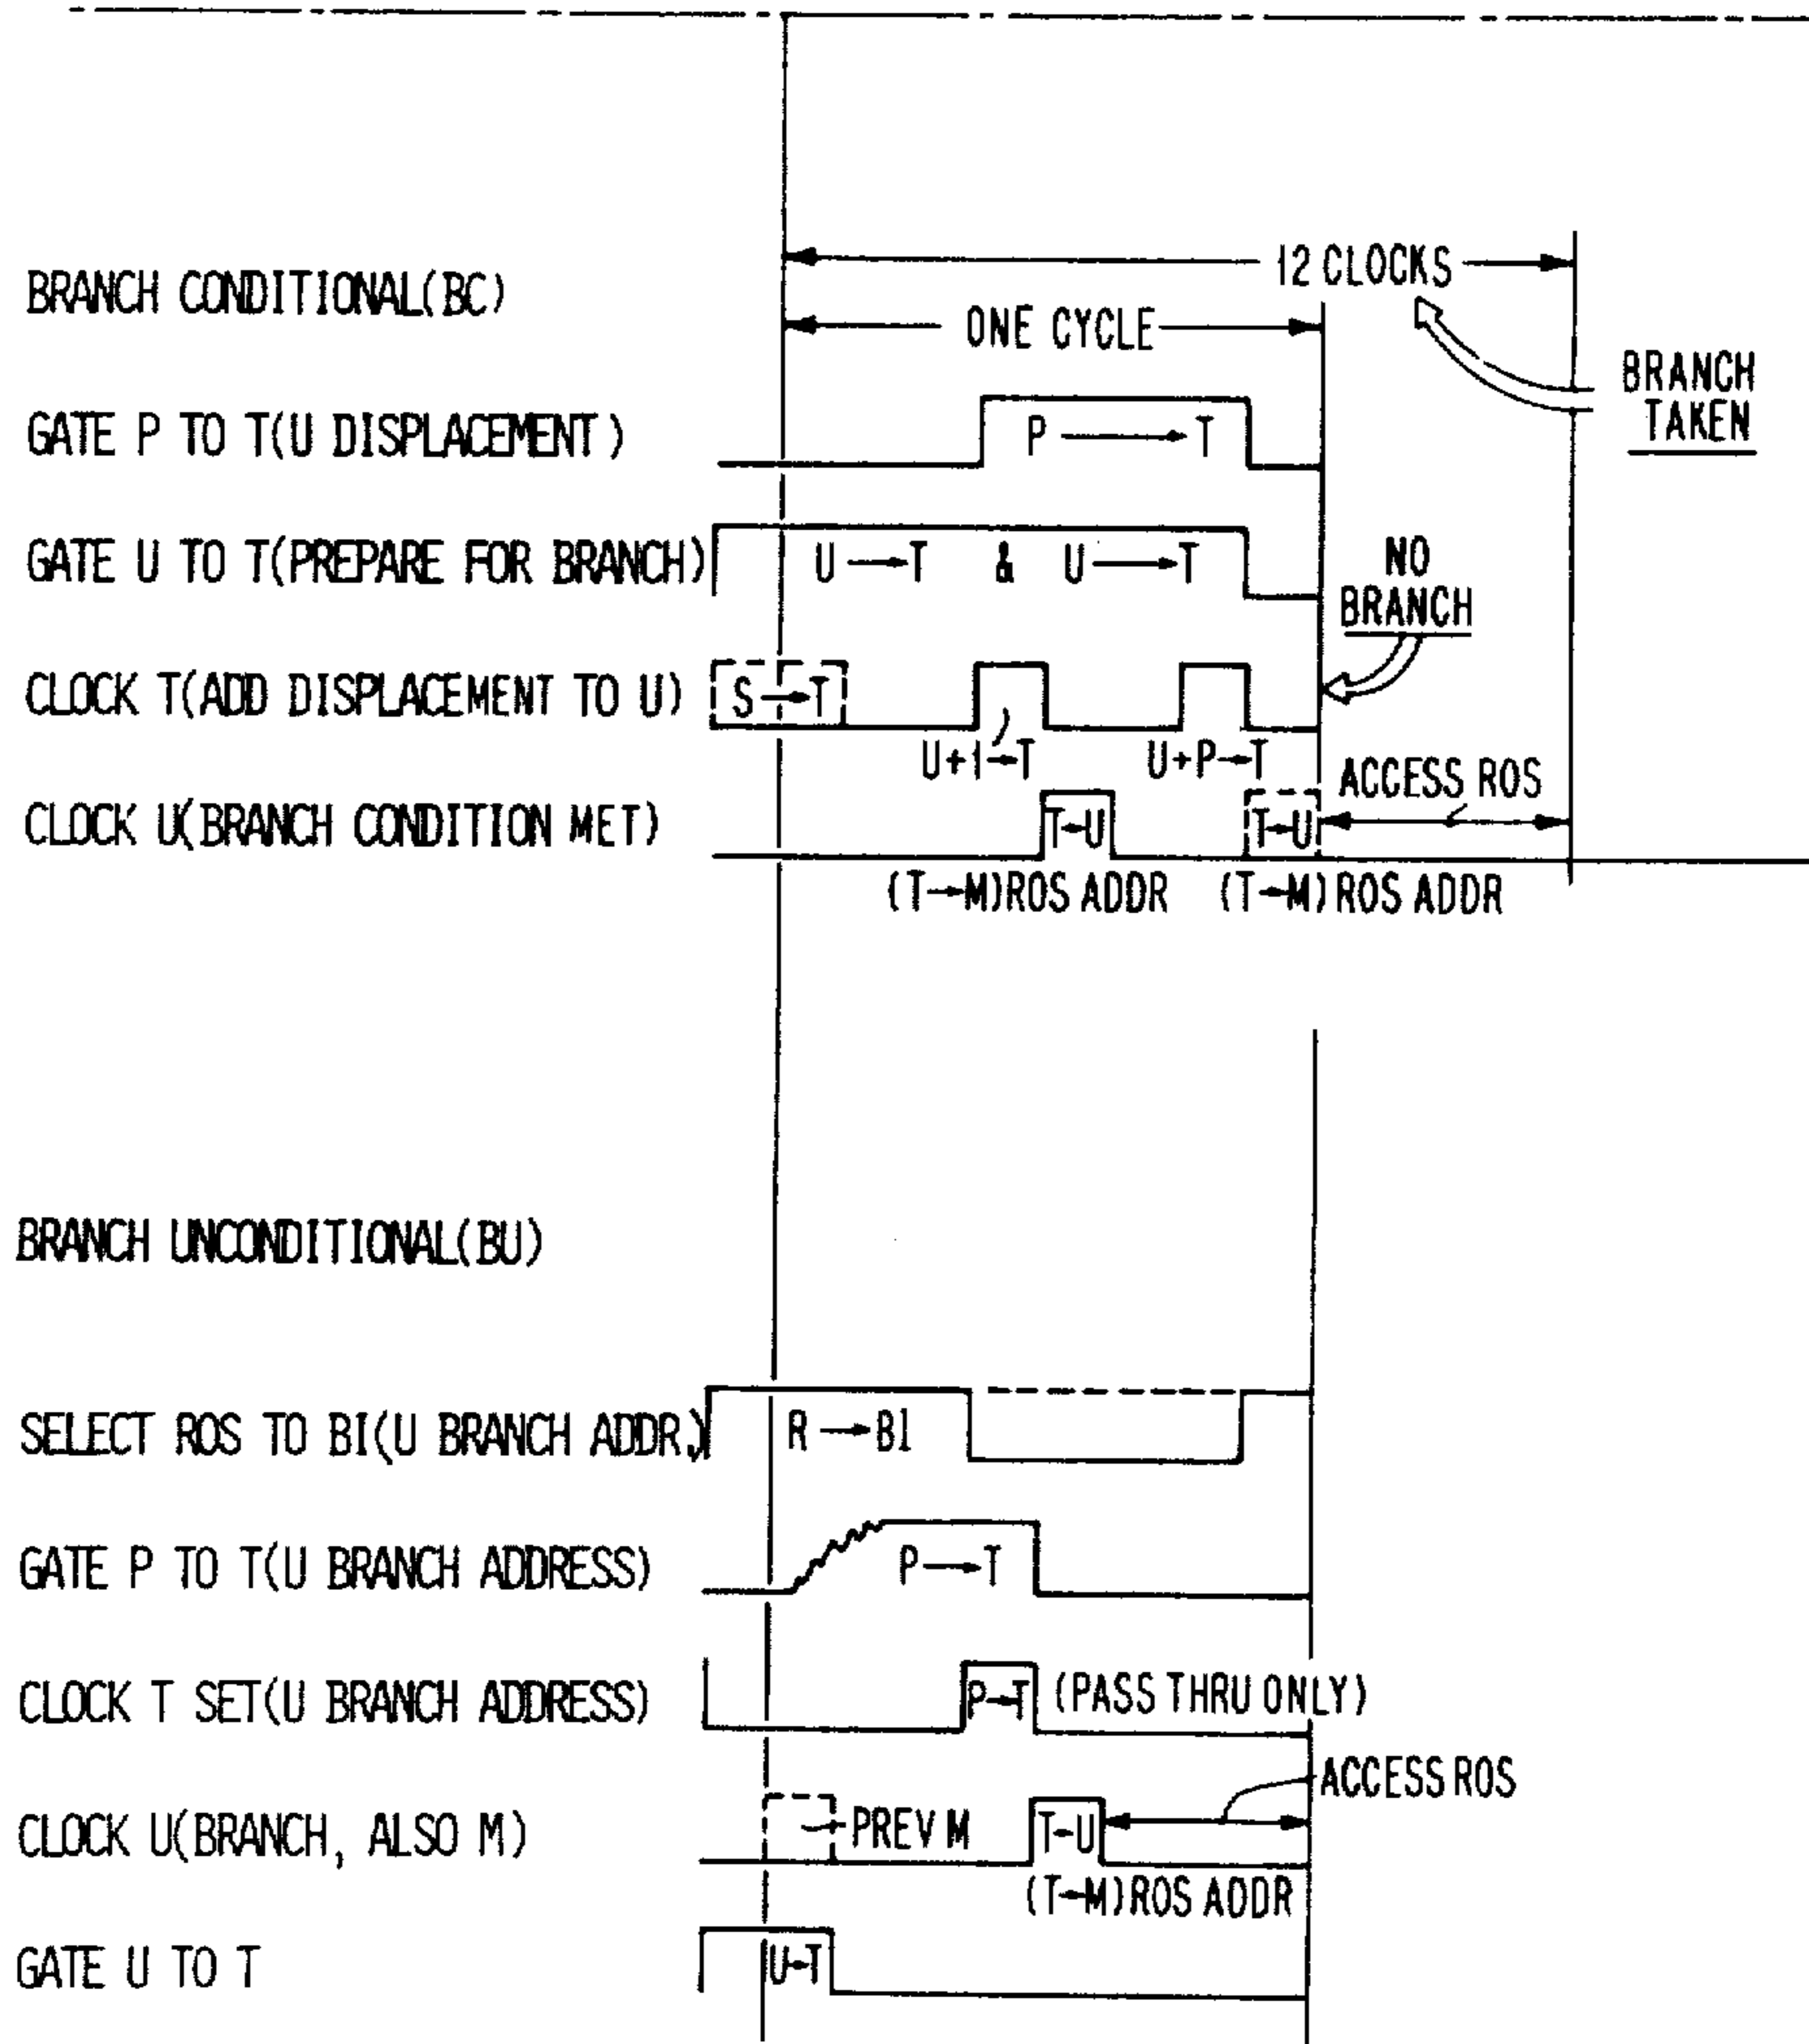 BRANCH CONDITIONAL(BC)
12 CLOCKS
ONE CYCLE
BRANCH
TAKEN
GATE P TO T(U DISPLACEMENT)
P → T
GATE U TO T(PREPARE FOR BRANCH)
U → T & U → T
NO
BRANCH
CLOCK T(ADD DISPLACEMENT TO U)
S → T
U+1→T
U+P→T
ACCESS ROS
CLOCK U(BRANCH CONDITION MET)
T→U
T→U
(T→M)ROS ADDR
(T→M)ROS ADDR
BRANCH UNCONDITIONAL(BU)
SELECT ROS TO BI(U BRANCH ADDR.)
R → B1
GATE P TO T(U BRANCH ADDRESS)
P → T
CLOCK T SET(U BRANCH ADDRESS)
P→T (PASS THRU ONLY)
ACCESS ROS
CLOCK U(BRANCH, ALSO M)
PREV M
T→U
(T→M)ROS ADDR
GATE U TO T
U→T